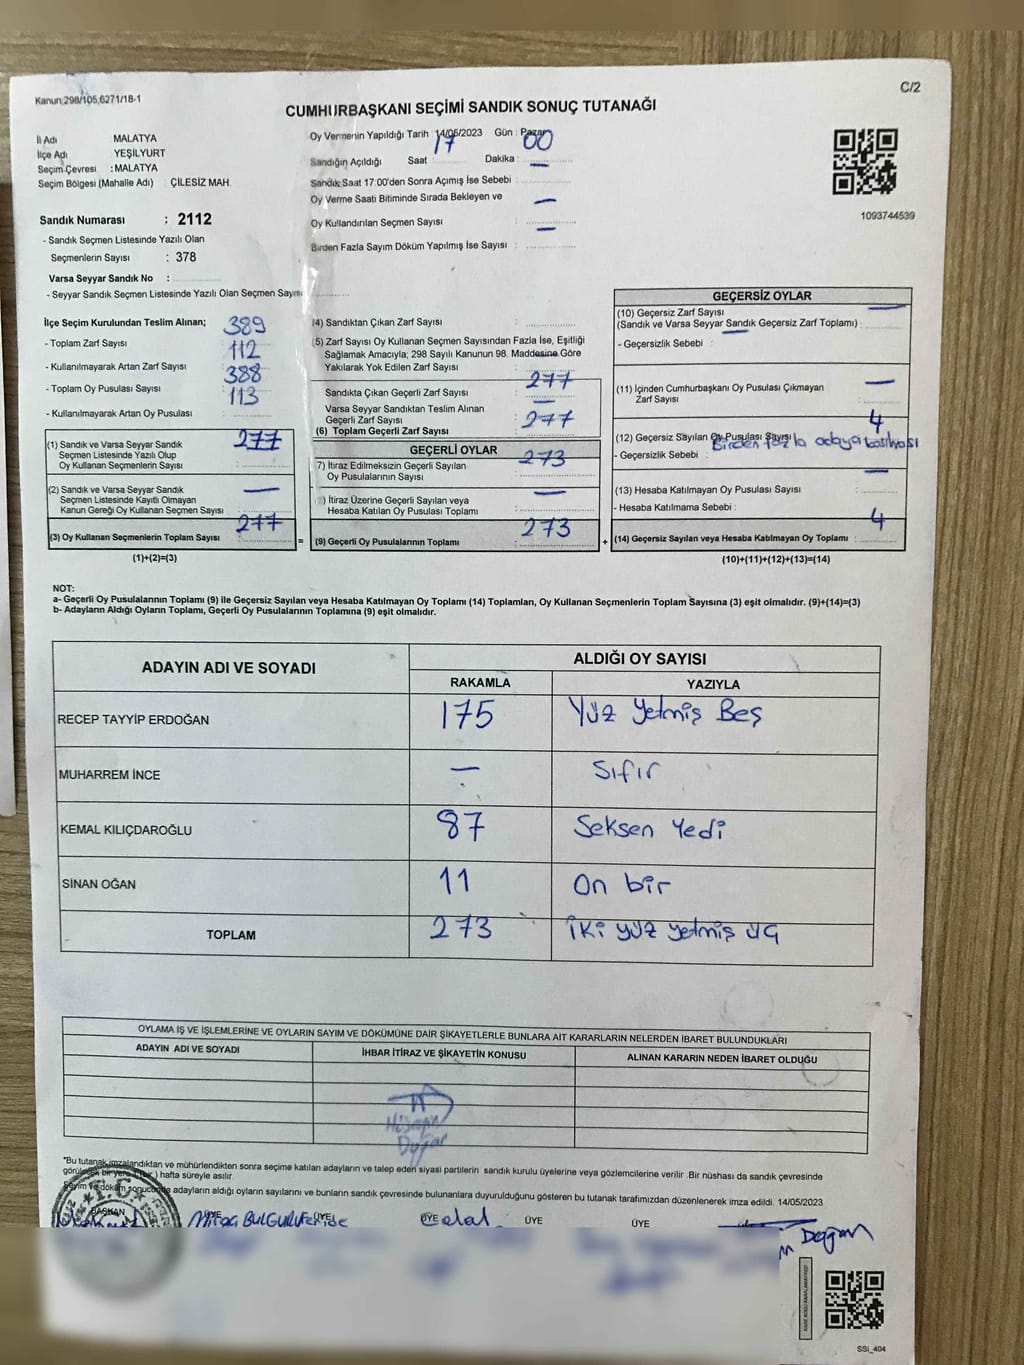 Kanun;298/105,6271/18-1
C/2
CUMHURBAŞKANI SEÇİMİ SANDIK SONUÇ TUTANAĞI
İl Adı MALATYA
İlçe Adı YEŞİLYURT
Seçim Çevresi : MALATYA
Seçim Bölgesi (Mahalle Adı) : ÇİLESİZ MAH.
Sandık Numarası : 2112
- Sandık Seçmen Listesinde Yazılı Olan
Seçmenlerin Sayısı : 378
Varsa Seyyar Sandık No :
- Seyyar Sandık Seçmen Listesinde Yazılı Olan Seçmen Sayısı
Oy Vermenin Yapıldığı Tarih : 14/05/2023 Gün : Pazar
Sandığın Açıldığı Saat : 17 Dakika : 00
Sandık Saat 17:00'den Sonra Açımış İse Sebebi : —
Oy Verme Saati Bitiminde Sırada Bekleyen ve
Oy Kullandırılan Seçmen Sayısı : —
Birden Fazla Sayım Döküm Yapılmış İse Sayısı : —
1093744539
İlçe Seçim Kurulundan Teslim Alınan;
- Toplam Zarf Sayısı : 389
- Kullanılmayarak Artan Zarf Sayısı : 112
- Toplam Oy Pusulası Sayısı : 388
- Kullanılmayarak Artan Oy Pusulası : 113
(1) Sandık ve Varsa Seyyar Sandık
Seçmen Listesinde Yazılı Olup
Oy Kullanan Seçmenlerin Sayısı : 277
(2) Sandık ve Varsa Seyyar Sandık
Seçmen Listesinde Kayıtlı Olmayan
Kanun Gereği Oy Kullanan Seçmen Sayısı : —
(3) Oy Kullanan Seçmenlerin Toplam Sayısı : 277
(1)+(2)=(3)
(4) Sandıktan Çıkan Zarf Sayısı :
(5) Zarf Sayısı Oy Kullanan Seçmen Sayısından Fazla İse, Eşitliği
Sağlamak Amacıyla; 298 Sayılı Kanunun 98. Maddesine Göre
Yakılarak Yok Edilen Zarf Sayısı :
Sandıkta Çıkan Geçerli Zarf Sayısı : 277
Varsa Seyyar Sandıktan Teslim Alınan
Geçerli Zarf Sayısı : —
(6) Toplam Geçerli Zarf Sayısı : 277
GEÇERLİ OYLAR
7) İtiraz Edilmeksizin Geçerli Sayılan
Oy Pusulalarının Sayısı : 273
) İtiraz Üzerine Geçerli Sayılan veya
Hesaba Katılan Oy Pusulası Toplamı : —
= (9) Geçerli Oy Pusulalarının Toplamı : 273
GEÇERSİZ OYLAR
(10) Geçersiz Zarf Sayısı
(Sandık ve Varsa Seyyar Sandık Geçersiz Zarf Toplamı) : —
- Geçersizlik Sebebi : —
(11) İçinden Cumhurbaşkanı Oy Pusulası Çıkmayan
Zarf Sayısı : —
(12) Geçersiz Sayılan Oy Pusulası Sayısı : 4
- Geçersizlik Sebebi : Birden fazla adaya basılması
(13) Hesaba Katılmayan Oy Pusulası Sayısı : —
- Hesaba Katılmama Sebebi :
+ (14) Geçersiz Sayılan veya Hesaba Katılmayan Oy Toplamı : 4
(10)+(11)+(12)+(13)=(14)
NOT:
a- Geçerli Oy Pusulalarının Toplamı (9) ile Geçersiz Sayılan veya Hesaba Katılmayan Oy Toplamı (14) Toplamları, Oy Kullanan Seçmenlerin Toplam Sayısına (3) eşit olmalıdır. (9)+(14)=(3)
b- Adayların Aldığı Oyların Toplamı, Geçerli Oy Pusulalarının Toplamına (9) eşit olmalıdır.
ADAYIN ADI VE SOYADI ALDIĞI OY SAYISI
RAKAMLA YAZIYLA
RECEP TAYYİP ERDOĞAN 175 Yüz Yetmiş Beş
MUHARREM İNCE — Sıfır
KEMAL KILIÇDAROĞLU 87 Seksen Yedi
SİNAN OĞAN 11 On bir
TOPLAM 273 İki yüz yetmiş üç
OYLAMA İŞ VE İŞLEMLERİNE VE OYLARIN SAYIM VE DÖKÜMÜNE DAİR ŞİKAYETLERLE BUNLARA AİT KARARLARIN NELERDEN İBARET BULUNDUKLARI
ADAYIN ADI VE SOYADI İHBAR İTİRAZ VE ŞİKAYETİN KONUSU ALINAN KARARIN NEDEN İBARET OLDUĞU
Hüseyin
Doğan
*Bu tutanak imzalandıktan ve mühürlendikten sonra seçime katılan adayların ve talep eden siyasi partilerin sandık kurulu üyelerine veya gözlemcilerine verilir. Bir nüshası da sandık çevresinde
görülecek bir yere 1 (bir) hafta süreyle asılır.
Sayım ve döküm sonucunda adayların aldığı oyların sayılarını ve bunların sandık çevresinde bulunanlara duyurulduğunu gösteren bu tutanak tarafımızdan düzenlenerek imza edildi. 14/05/2023
BAŞKAN ÜYE ÜYE ÜYE ÜYE ÜYE
T.C.
Doğan
SSI_404